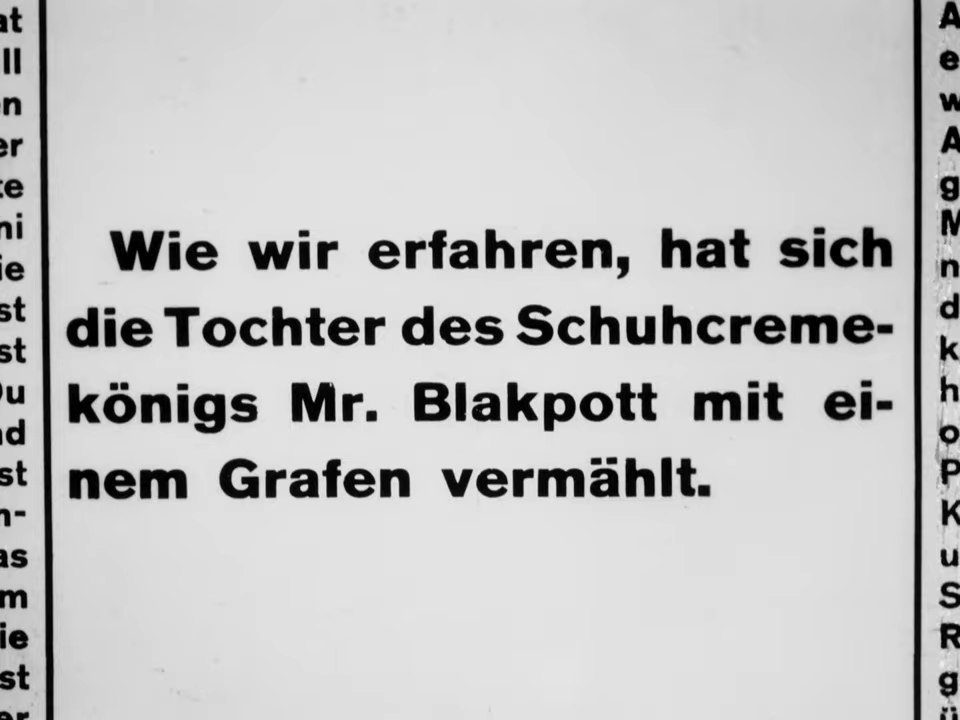 Wie wir erfahren, hat sich
die Tochter des Schuhcreme-
königs Mr. Blakpott mit ei-
nem Grafen vermählt.